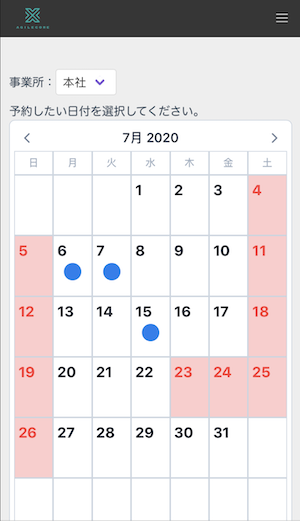 事業所：本社
予約したい日付を選択してください。
7月 2020
日 月 火 水 木 金 土
1 2 3 4
5 6 7 8 9 10 11
12 13 14 15 16 17 18
19 20 21 22 23 24 25
26 27 28 29 30 31